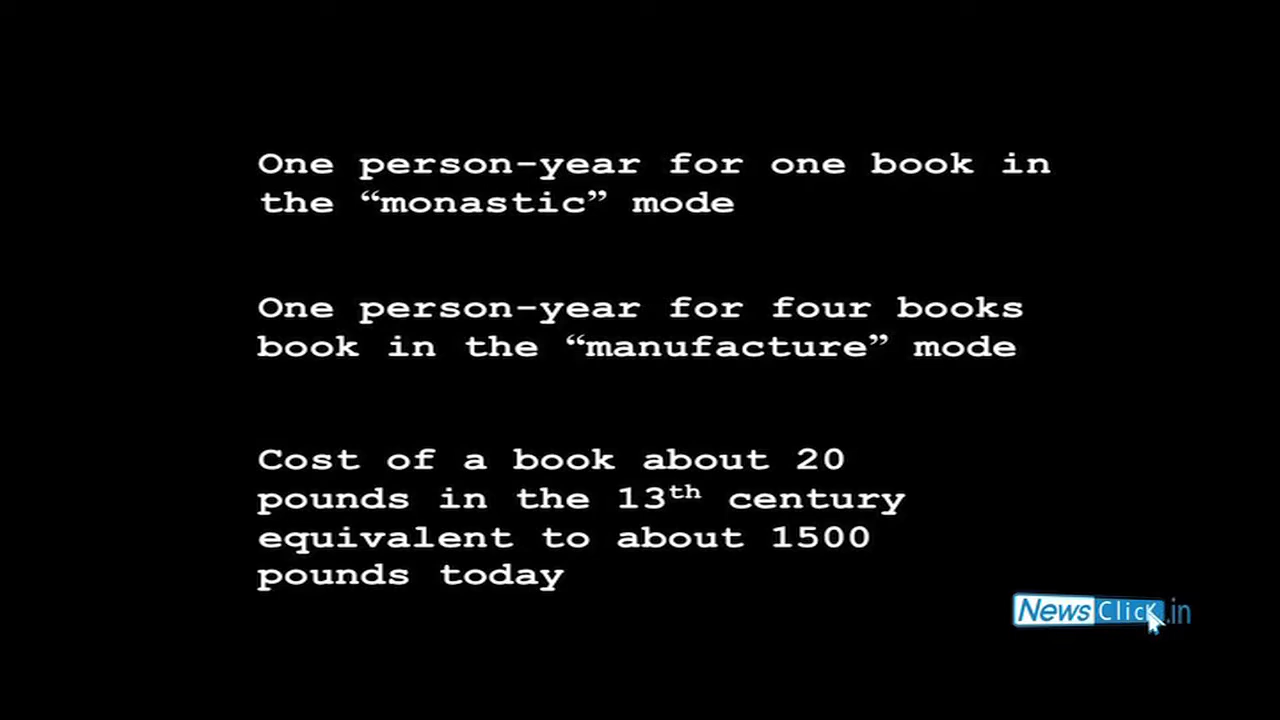 One person-year for one book in
the “monastic” mode
One person-year for four books
book in the “manufacture” mode
Cost of a book about 20
pounds in the 13th century
equivalent to about 1500
pounds today
NewsClick.in